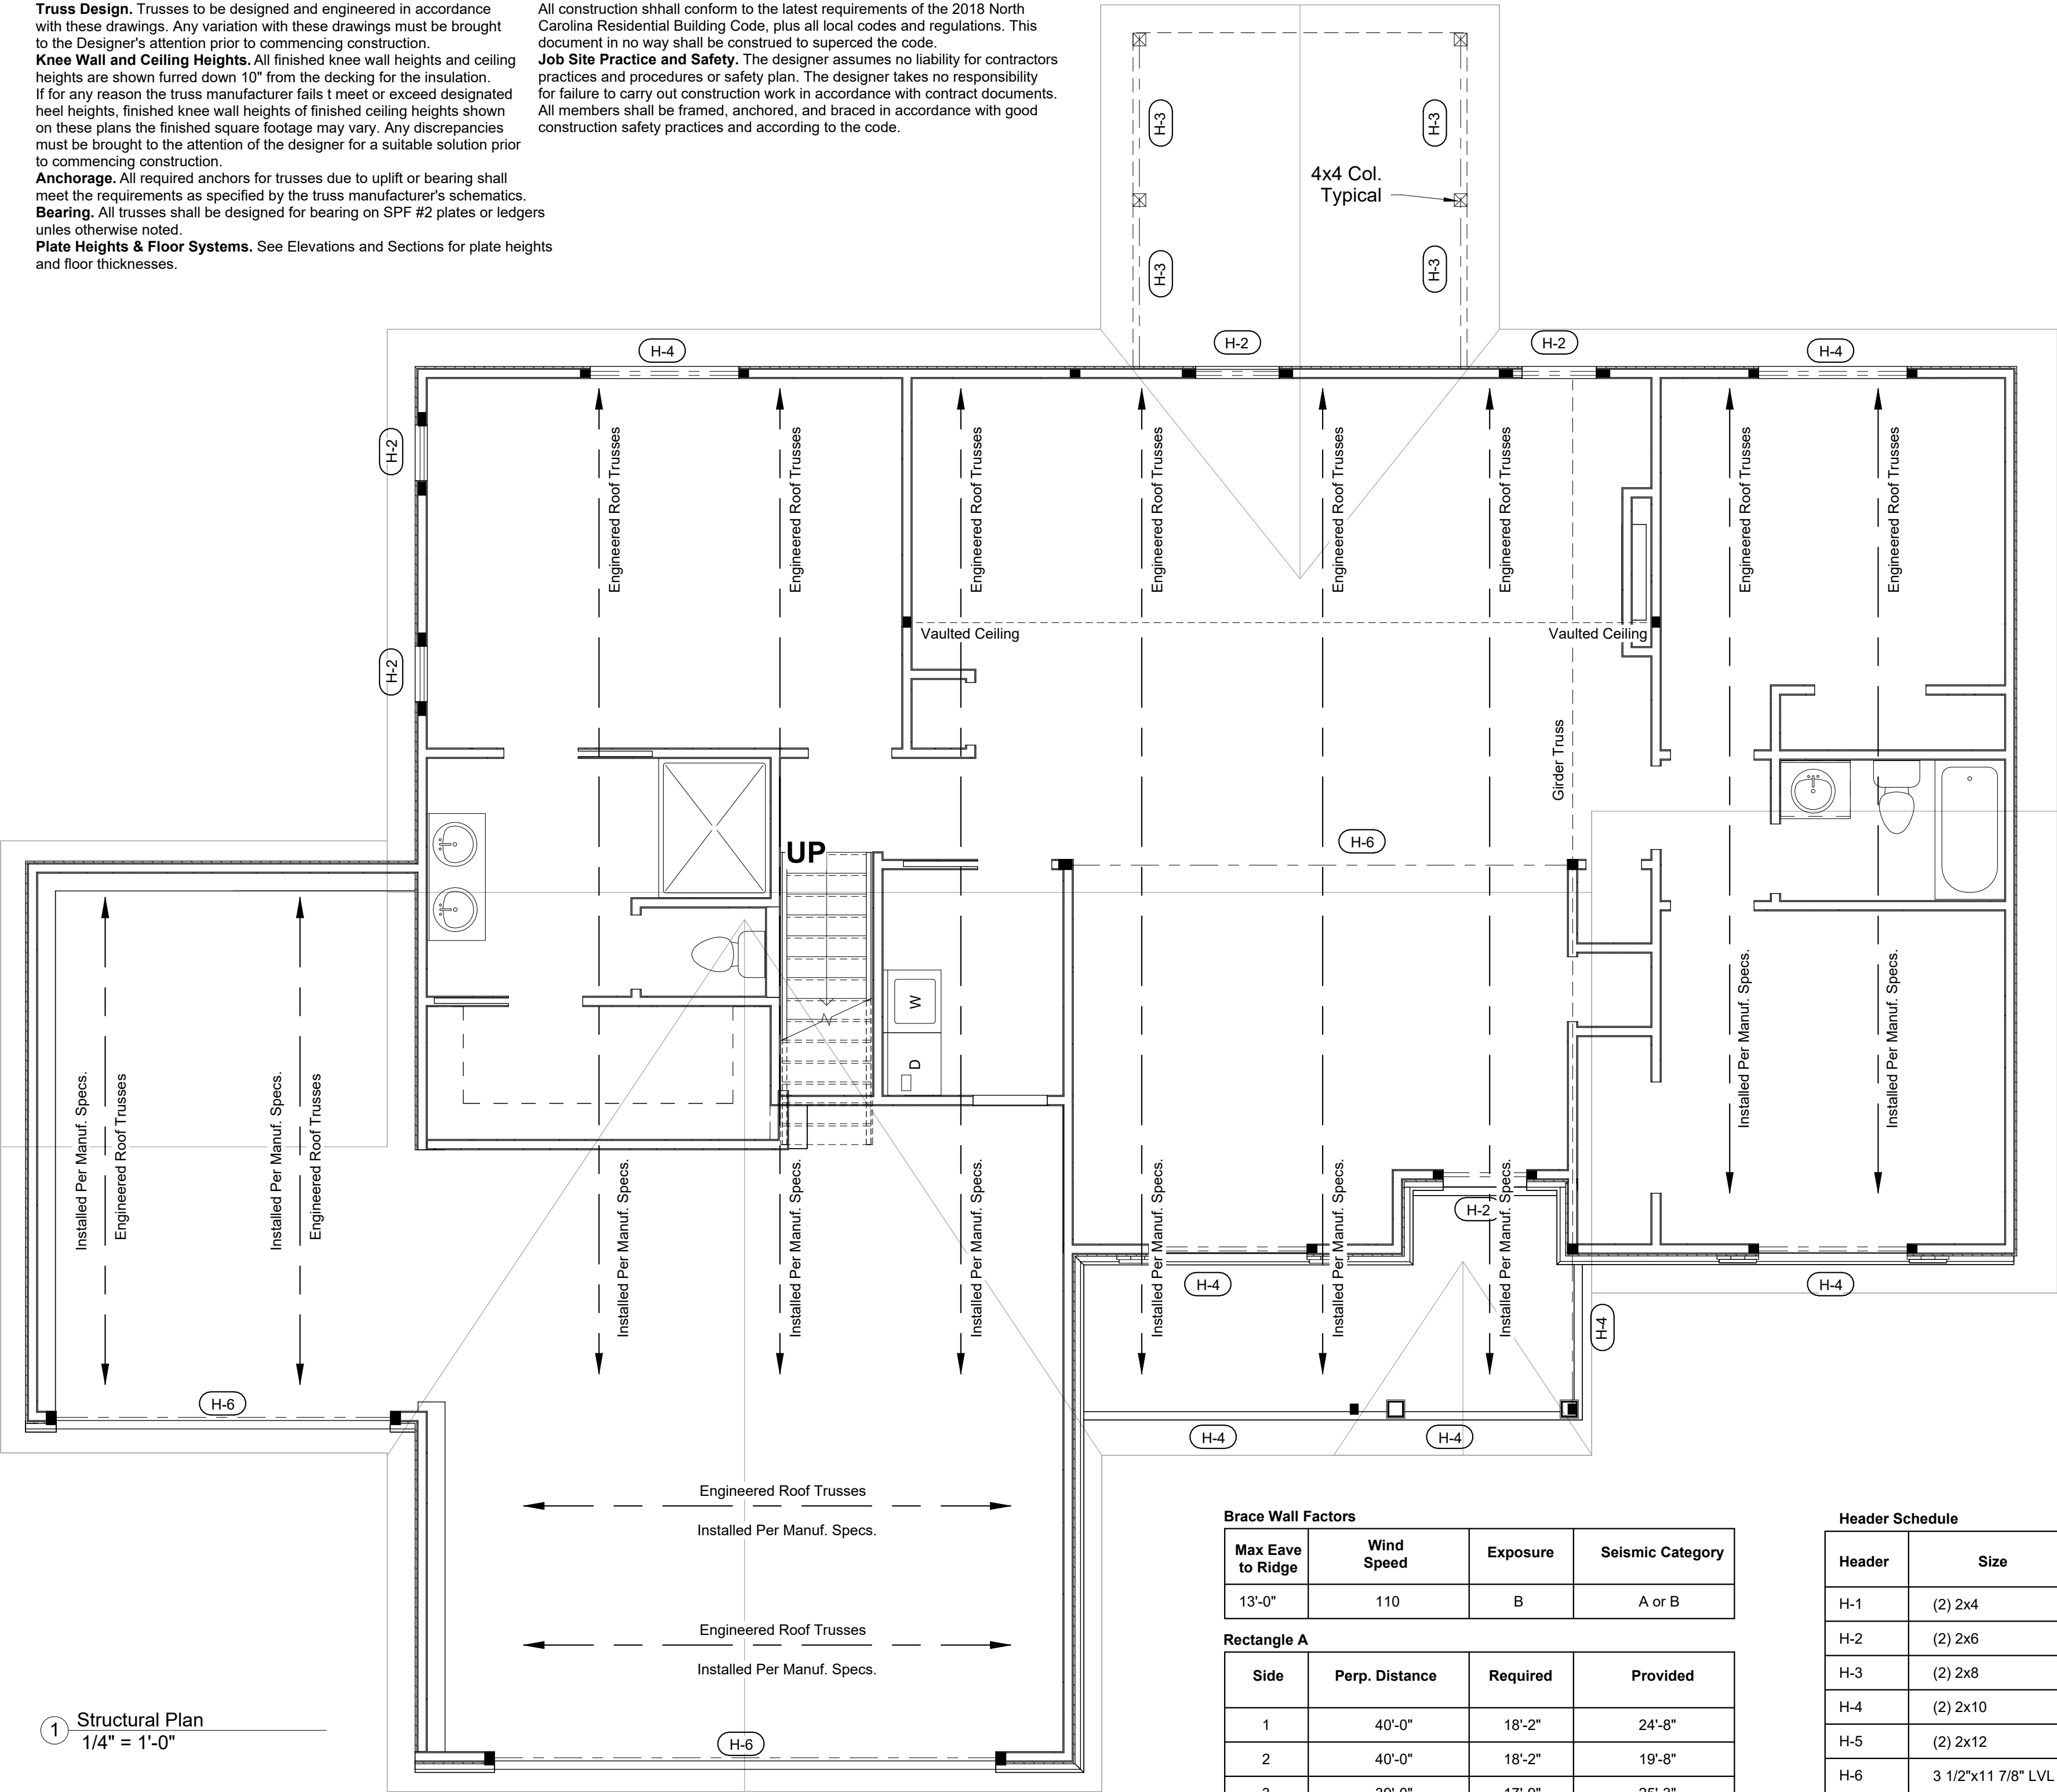 Truss Design. Trusses to be designed and engineered in accordance
with these drawings. Any variation with these drawings must be brought
to the Designer's attention prior to commencing construction.
Knee Wall and Ceiling Heights. All finished knee wall heights and ceiling
heights are shown furred down 10" from the decking for the insulation.
If for any reason the truss manufacturer fails t meet or exceed designated
heel heights, finished knee wall heights of finished ceiling heights shown
on these plans the finished square footage may vary. Any discrepancies
must be brought to the attention of the designer for a suitable solution prior
to commencing construction.
Anchorage. All required anchors for trusses due to uplift or bearing shall
meet the requirements as specified by the truss manufacturer's schematics.
Bearing. All trusses shall be designed for bearing on SPF #2 plates or ledgers
unles otherwise noted.
Plate Heights & Floor Systems. See Elevations and Sections for plate heights
and floor thicknesses.
All construction shhall conform to the latest requirements of the 2018 North
Carolina Residential Building Code, plus all local codes and regulations. This
document in no way shall be construed to superced the code.
Job Site Practice and Safety. The designer assumes no liability for contractors
practices and procedures or safety plan. The designer takes no responsibility
for failure to carry out construction work in accordance with contract documents.
All members shall be framed, anchored, and braced in accordance with good
construction safety practices and according to the code.
H-3
H-3
4x4 Col.
Typical
H-3
H-3
H-4
H-2
H-2
H-4
H-2
Engineered Roof Trusses
Engineered Roof Trusses
Engineered Roof Trusses
Engineered Roof Trusses
Engineered Roof Trusses
Engineered Roof Trusses
Engineered Roof Trusses
Engineered Roof Trusses
Vaulted Ceiling
Vaulted Ceiling
H-2
Girder Truss
UP
H-6
W
D
Installed Per Manuf. Specs.
Installed Per Manuf. Specs.
Installed Per Manuf. Specs.
Engineered Roof Trusses
Installed Per Manuf. Specs.
Engineered Roof Trusses
Installed Per Manuf. Specs.
Installed Per Manuf. Specs.
Installed Per Manuf. Specs.
Installed Per Manuf. Specs.
Installed Per Manuf. Specs.
Installed Per Manuf. Specs.
H-2
H-4
H-4
H-4
H-6
H-4
H-4
Engineered Roof Trusses
Installed Per Manuf. Specs.
Engineered Roof Trusses
Installed Per Manuf. Specs.
H-6
1
Structural Plan
1/4" = 1'-0"
Brace Wall Factors
Max Eave to Ridge Wind Speed Exposure Seismic Category
13'-0" 110 B A or B
Rectangle A
Side Perp. Distance Required Provided
1 40'-0" 18'-2" 24'-8"
2 40'-0" 18'-2" 19'-8"
Header Schedule
Header Size
H-1 (2) 2x4
H-2 (2) 2x6
H-3 (2) 2x8
H-4 (2) 2x10
H-5 (2) 2x12
H-6 3 1/2"x11 7/8" LVL